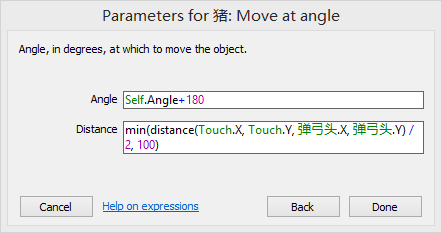 Parameters for 猪: Move at angle
Angle, in degrees, at which to move the object.
Angle Self.Angle+180
Distance min(distance(Touch.X, Touch.Y, 弹弓头.X, 弹弓头.Y) /
2, 100)
Cancel Help on expressions Back Done